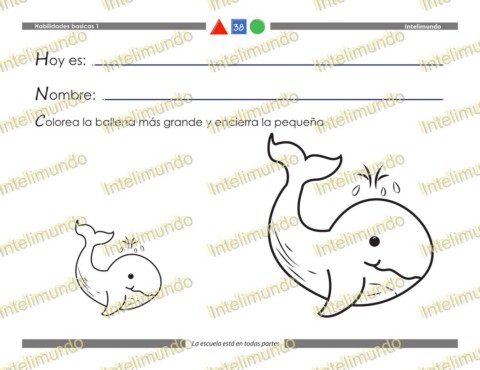 Habilidades basicas 1
38
Intelimundo
Hoy es:
Nombre:
Colorea la ballena más grande y encierra la pequeña.
La escuela está en todas partes
Intelimundo